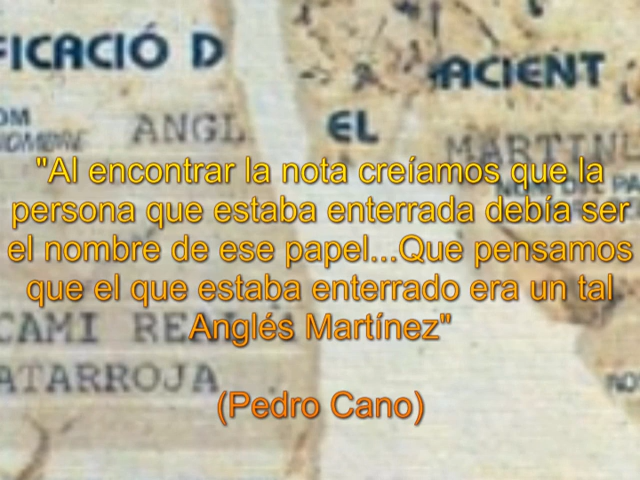 FICACIÓ D
ACIENT
OM
NOMBRE
ANGL
EL
MARTIN
"Al encontrar la nota creíamos que la
persona que estaba enterrada debía ser
el nombre de ese papel...Que pensamos
que el que estaba enterrado era un tal
Anglés Martínez"
CAMI RE
ATARROJA
(Pedro Cano)